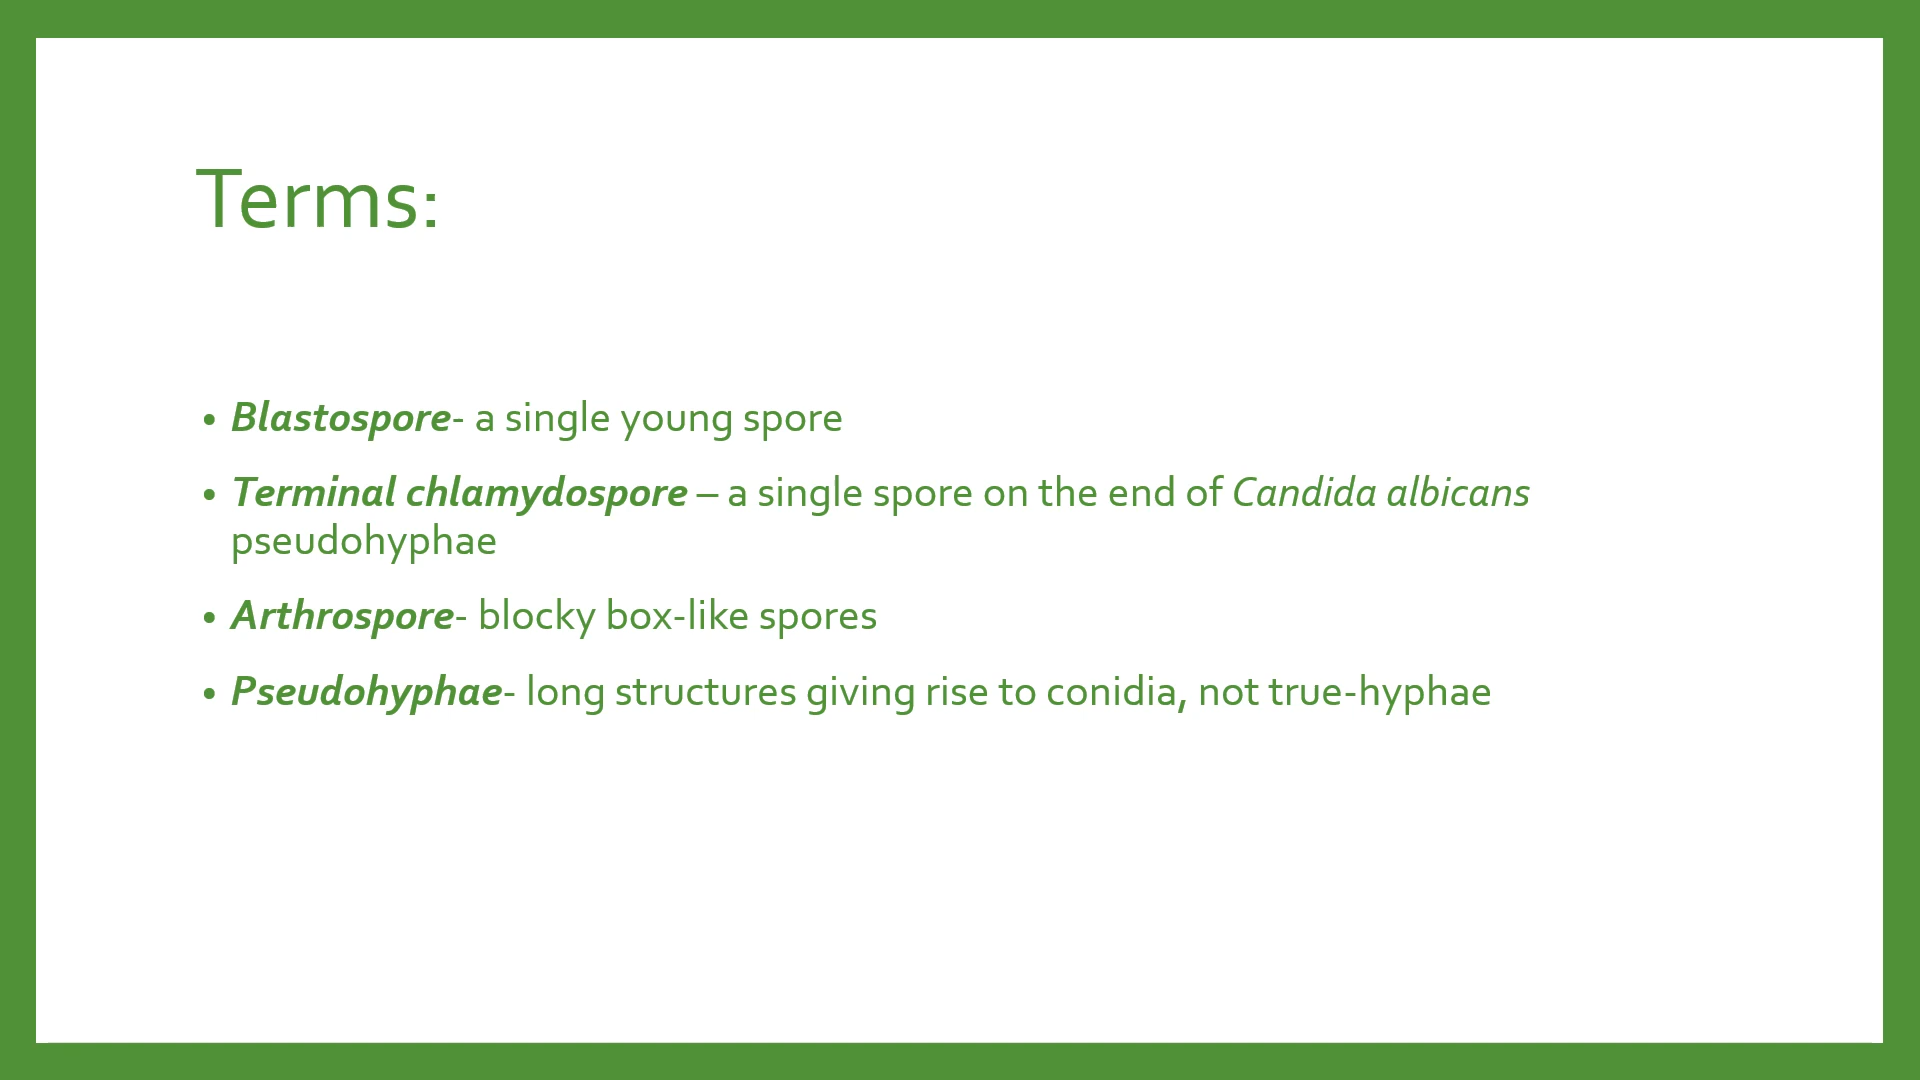 Terms:
• Blastospore- a single young spore
• Terminal chlamydospore – a single spore on the end of Candida albicans
pseudohyphae
• Arthrospore- blocky box-like spores
• Pseudohyphae- long structures giving rise to conidia, not true-hyphae